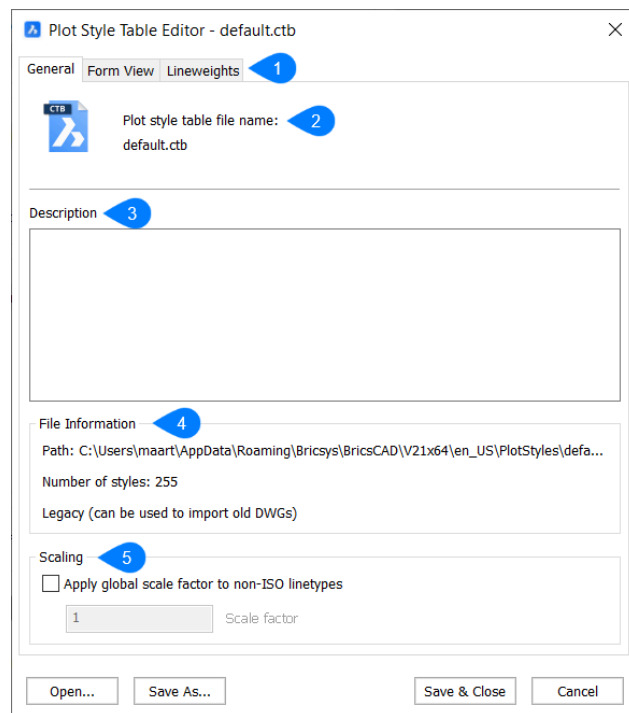 Plot Style Table Editor - default.ctb
General Form View Lineweights 1
CTB
Plot style table file name: 2
default.ctb
Description 3
File Information 4
Path: C:\Users\maart\AppData\Roaming\Bricsys\BricsCAD\V21x64\en_US\PlotStyles\defa...
Number of styles: 255
Legacy (can be used to import old DWGs)
Scaling 5
Apply global scale factor to non-ISO linetypes
1 Scale factor
Open... Save As... Save & Close Cancel